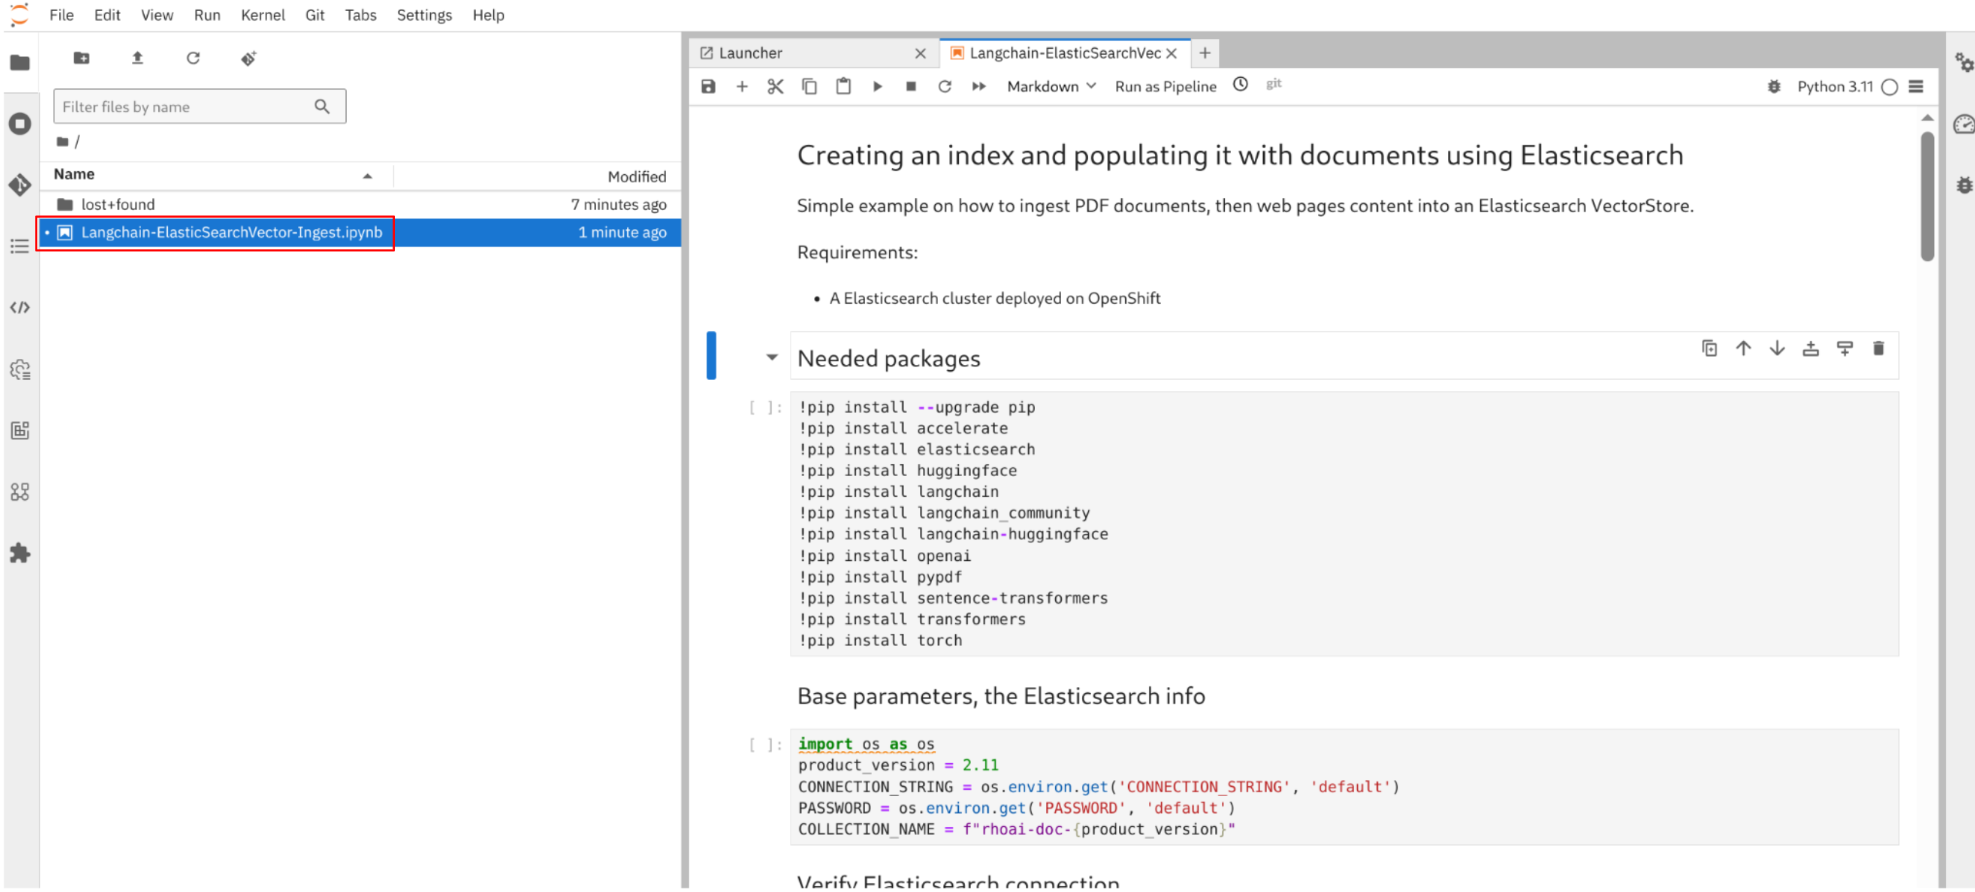 File Edit View Run Kernel Git Tabs Settings Help
Filter files by name
/
Name Modified
lost+found 7 minutes ago
Langchain-ElasticSearchVector-Ingest.ipynb 1 minute ago
Launcher Langchain-ElasticSearchVec
Markdown Run as Pipeline git Python 3.11
Creating an index and populating it with documents using Elasticsearch
Simple example on how to ingest PDF documents, then web pages content into an Elasticsearch VectorStore.
Requirements:
• A Elasticsearch cluster deployed on OpenShift
Needed packages
[ ]: !pip install --upgrade pip
!pip install accelerate
!pip install elasticsearch
!pip install huggingface
!pip install langchain
!pip install langchain_community
!pip install langchain-huggingface
!pip install openai
!pip install pypdf
!pip install sentence-transformers
!pip install transformers
!pip install torch
Base parameters, the Elasticsearch info
[ ]: import os as os
product_version = 2.11
CONNECTION_STRING = os.environ.get('CONNECTION_STRING', 'default')
PASSWORD = os.environ.get('PASSWORD', 'default')
COLLECTION_NAME = f"rhoai-doc-{product_version}"
Verify Elasticsearch connection